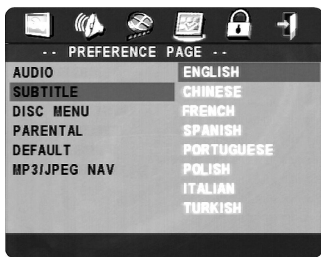 -- PREFERENCE PAGE --
AUDIO
SUBTITLE
DISC MENU
PARENTAL
DEFAULT
MP3/JPEG NAV
ENGLISH
CHINESE
FRENCH
SPANISH
PORTUGUESE
POLISH
ITALIAN
TURKISH